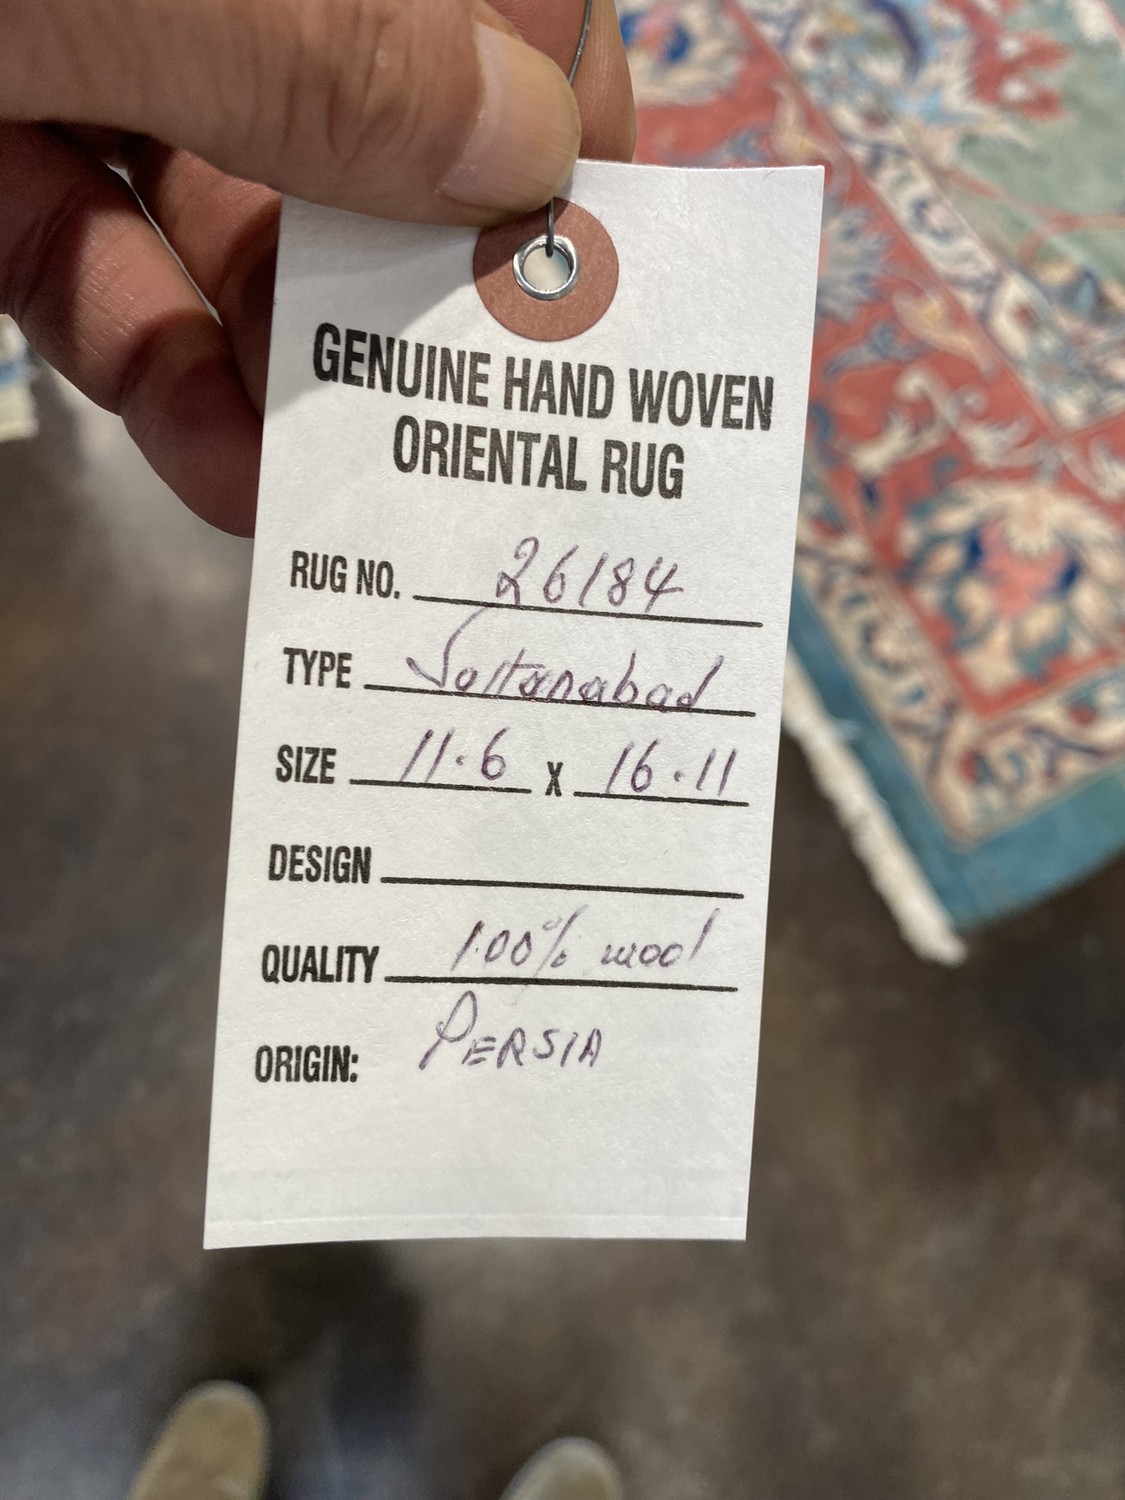 GENUINE HAND WOVEN
ORIENTAL RUG
RUG NO. 26184
TYPE Soltanabad
SIZE 11.6 X 16.11
DESIGN
QUALITY 100% wool
ORIGIN: PERSIA